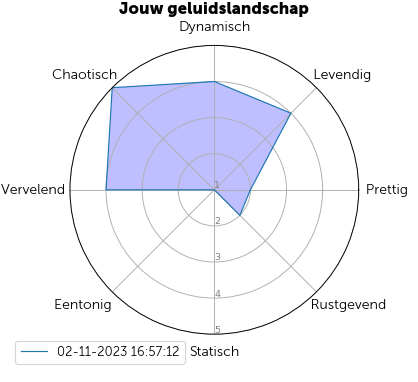 Jouw geluidslandschap
Dynamisch
Chaotisch
Levendig
Vervelend
1
Prettig
2
3
4
5
Eentonig
Rustgevend
02-11-2023 16:57:12
Statisch